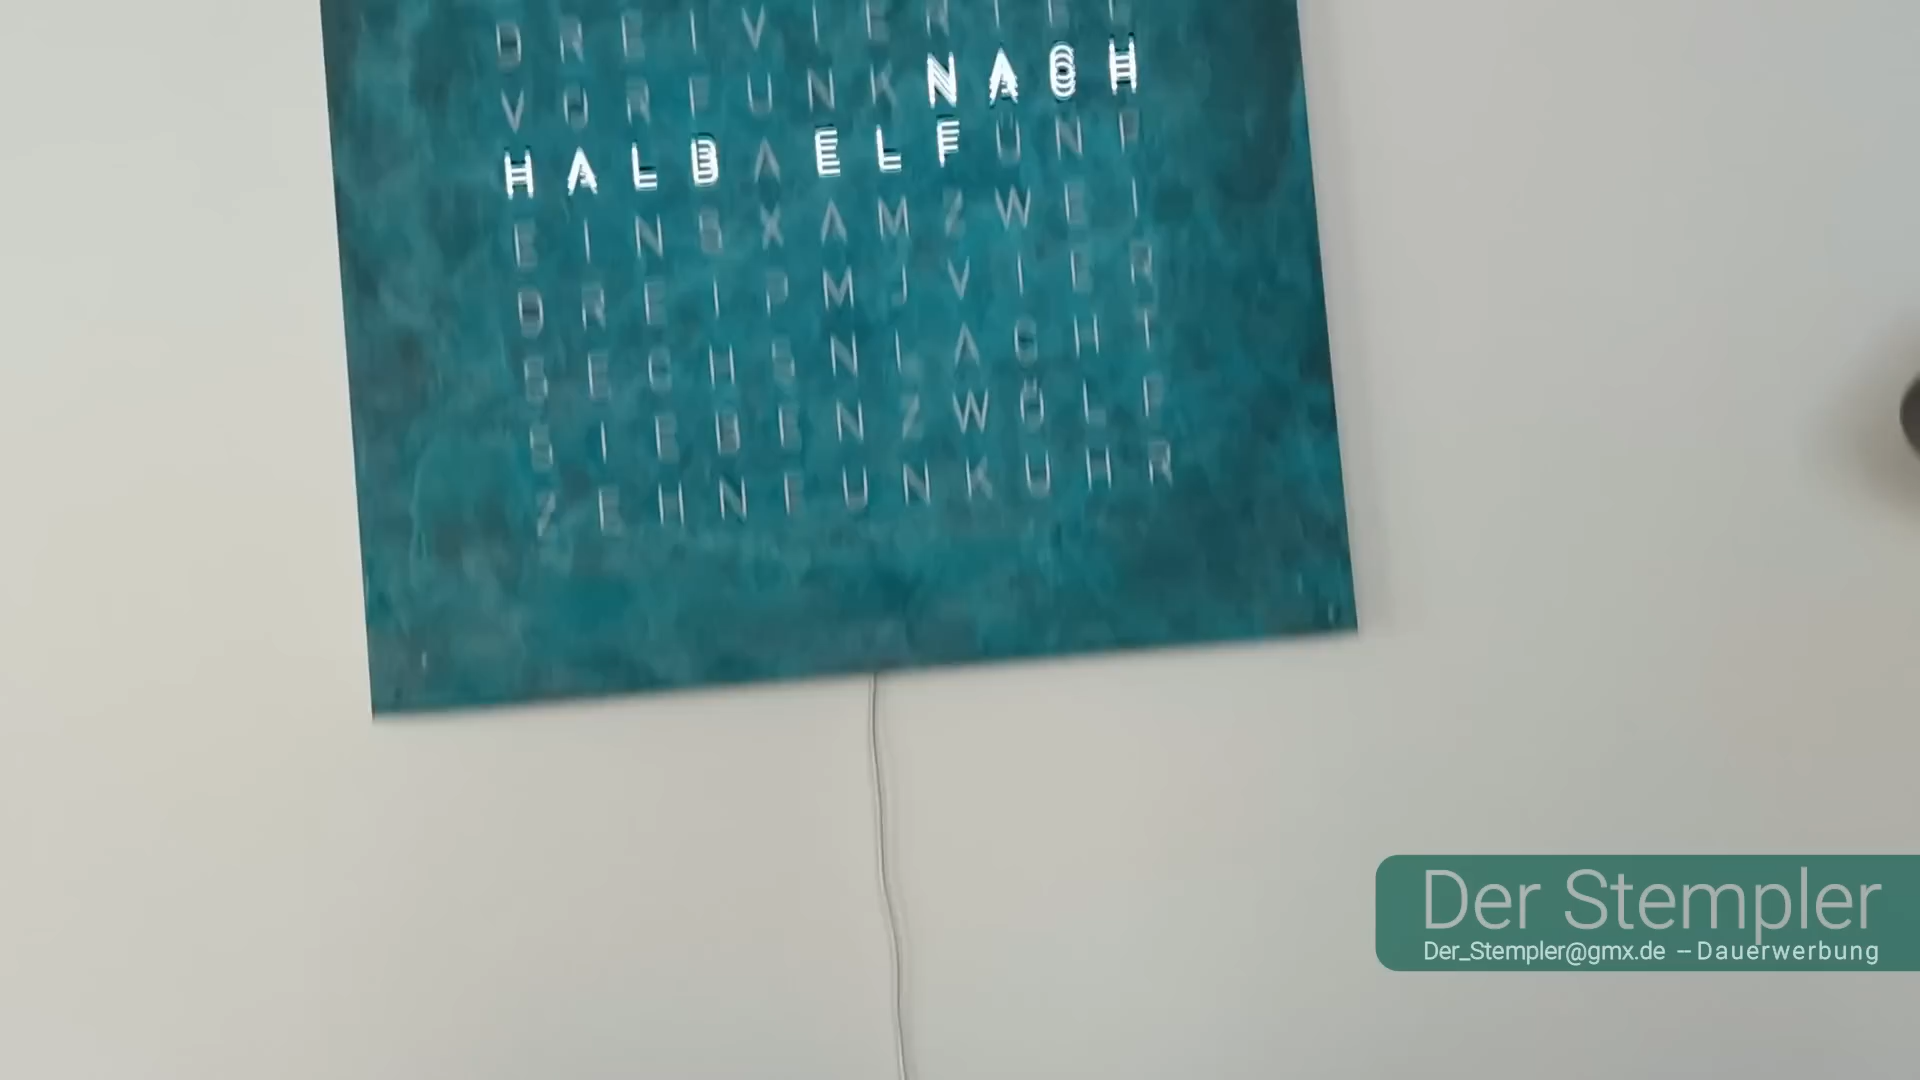 DREIVIERTEL
VORFUNKNACH
HALBAELFÜNF
EINSXAMZWEI
DREIPMJVIER
SECHSNLACHT
SIEBENZWÖLF
ZEHNEUNKUHR
Der Stempler
Der_Stempler@gmx.de – Dauerwerbung